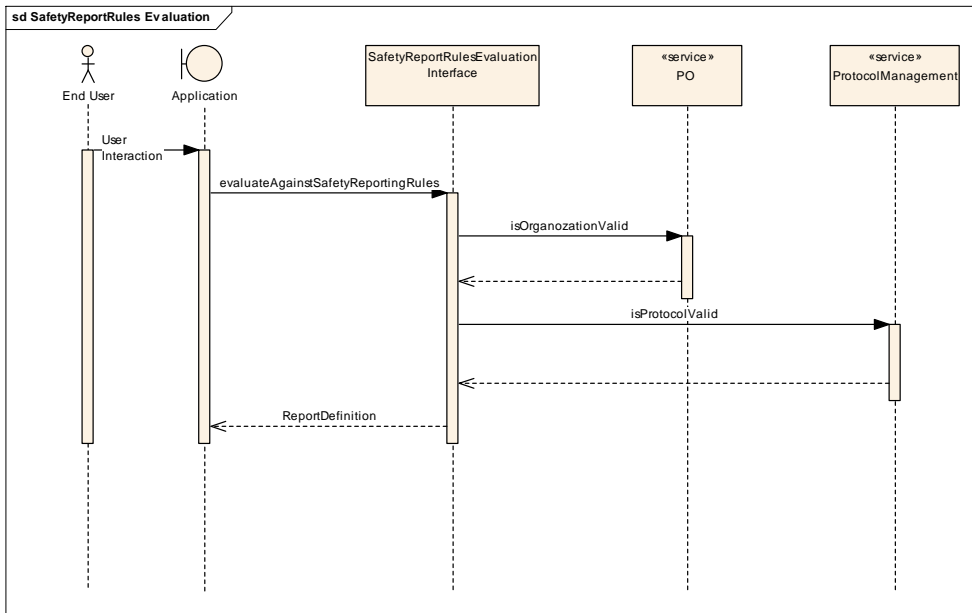 sd SafetyReportRules Evaluation
End User
Application
SafetyReportRulesEvaluation
Interface
«service»
PO
«service»
ProtocolManagement
User
Interaction
evaluateAgainstSafetyReportingRules
isOrganozationValid
isProtocolValid
ReportDefinition